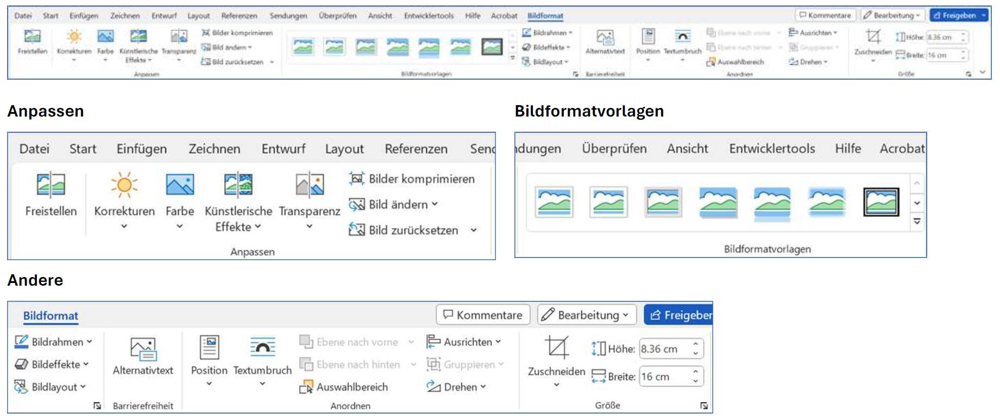 Datei Start Einfügen Zeichnen Entwurf Layout Referenzen Sendungen Überprüfen Ansicht Entwicklertools Hilfe Acrobat Bildformat Kommentare Bearbeitung Freigeben
Freistellen Korrekturen Farbe Künstlerische Effekte Transparenz
Bilder komprimieren
Bild ändern
Bild zurücksetzen
Anpassen
Bildformatvorlagen
Bildrahmen
Bildeffekte
Bildlayout
Alternativtext
Barrierefreiheit
Position Textumbruch
Ebene nach vorne
Ebene nach hinten
Auswahlbereich
Ausrichten
Gruppieren
Drehen
Anordnen
Zuschneiden
Höhe: 8.36 cm
Breite: 16 cm
Größe
Anpassen
Datei Start Einfügen Zeichnen Entwurf Layout Referenzen Send
Freistellen Korrekturen Farbe Künstlerische Transparenz
Effekte
Bilder komprimieren
Bild ändern
Bild zurücksetzen
Anpassen
Bildformatvorlagen
ndungen Überprüfen Ansicht Entwicklertools Hilfe Acrobat
Bildformatvorlagen
Andere
Bildformat Kommentare Bearbeitung Freigeben
Bildrahmen
Bildeffekte
Bildlayout
Alternativtext
Barrierefreiheit
Position Textumbruch
Ebene nach vorne
Ebene nach hinten
Auswahlbereich
Ausrichten
Gruppieren
Drehen
Anordnen
Zuschneiden
Höhe: 8.36 cm
Breite: 16 cm
Größe